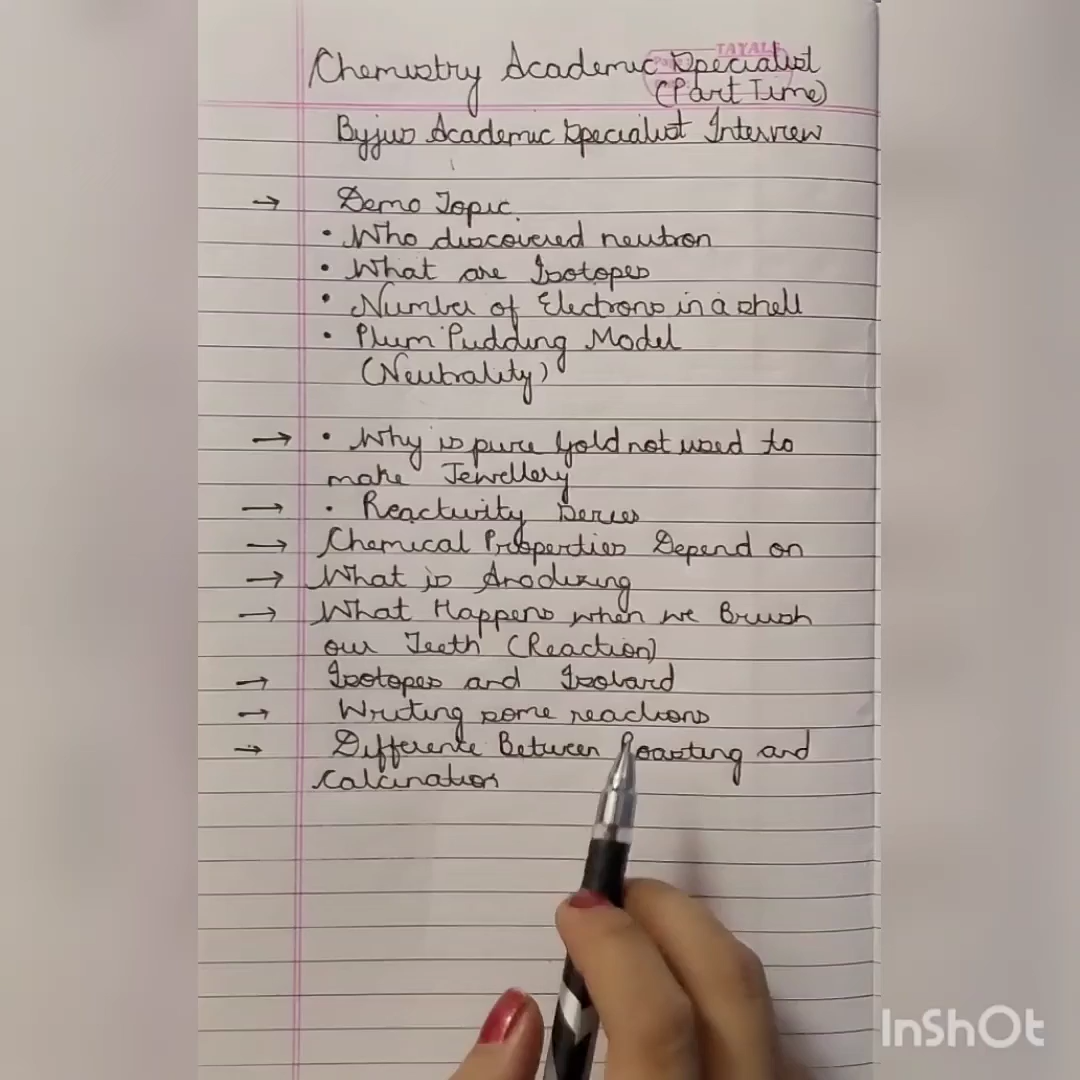 TAYAL
Chemistry Academic Specialist
(Part Time)
Byjus Academic Specialist Interview
→ Demo Topic.
• Who discovered neutron
• What are Isotopes
• Number of Electrons in a shell
• Plum Pudding Model
(Neutrality)
→ • Why is pure Gold not used to
make Jewellery
→ • Reactivity Series
→ Chemical Properties Depend on
→ What is Anodizing
→ What Happens when we Brush
our Teeth (Reaction)
→ Isotopes and Isobard
→ Writing some reactions
→ Difference Between Roasting and
Calcination
InShOt